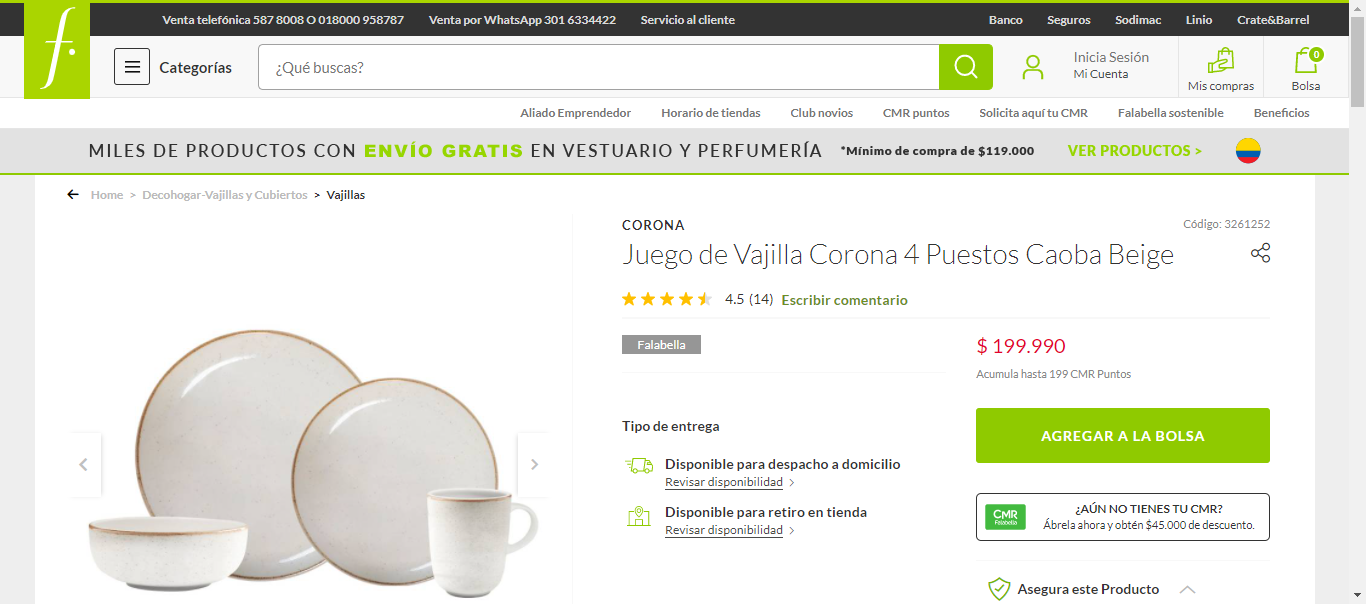 Venta telefónica 587 8008 O 018000 958787 Venta por WhatsApp 301 6334422 Servicio al cliente Banco Seguros Sodimac Linio Crate&Barrel
f.
Categorías ¿Qué buscas? Inicia Sesión
Mi Cuenta
Mis compras
0
Bolsa
Aliado Emprendedor Horario de tiendas Club novios CMR puntos Solicita aquí tu CMR Falabella sostenible Beneficios
MILES DE PRODUCTOS CON ENVÍO GRATIS EN VESTUARIO Y PERFUMERÍA *Mínimo de compra de $119.000 VER PRODUCTOS >
Home > Decohogar-Vajillas y Cubiertos > Vajillas
CORONA
Código: 3261252
Juego de Vajilla Corona 4 Puestos Caoba Beige
4.5 (14) Escribir comentario
Falabella
$ 199.990
Acumula hasta 199 CMR Puntos
AGREGAR A LA BOLSA
Tipo de entrega
Disponible para despacho a domicilio
Revisar disponibilidad >
Disponible para retiro en tienda
Revisar disponibilidad >
CMR
Falabella
¿AÚN NO TIENES TU CMR?
Ábrela ahora y obtén $45.000 de descuento.
Asegura este Producto